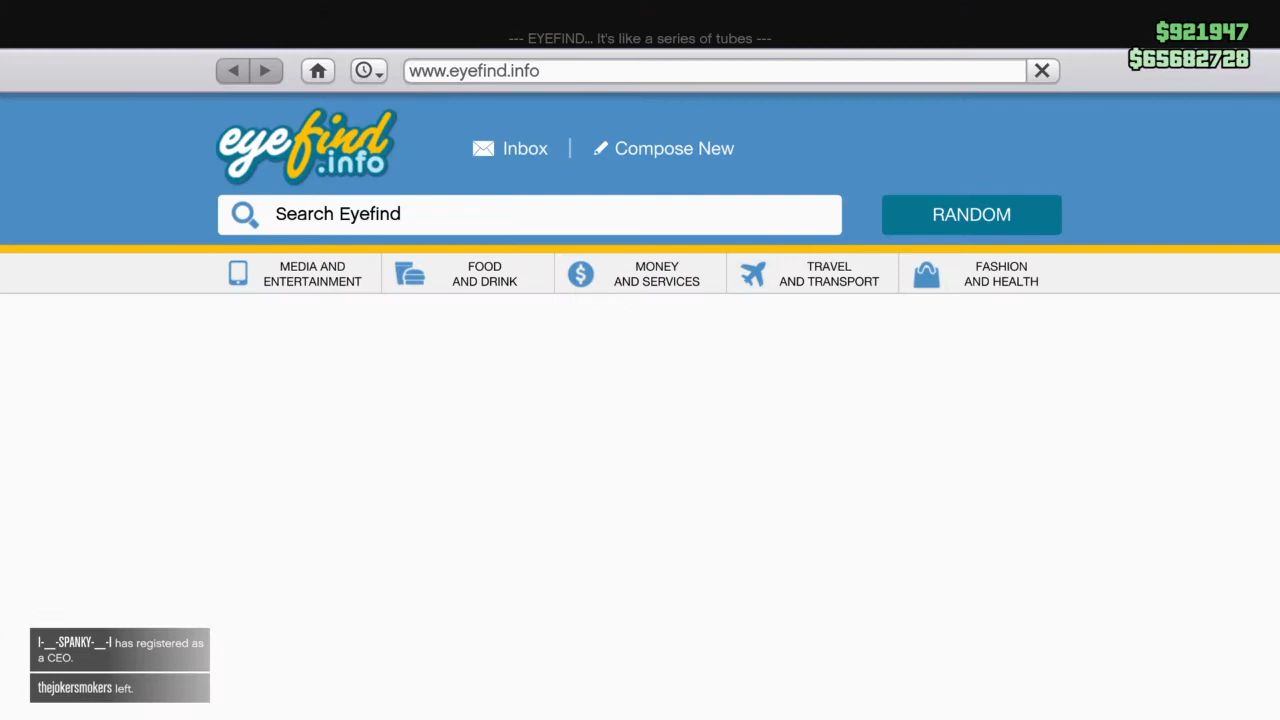 $921947
--- EYEFIND... It's like a series of tubes ---
$65682728
www.eyefind.info
eyefind
.info
Inbox
Compose New
Search Eyefind
RANDOM
MEDIA AND
ENTERTAINMENT
FOOD
AND DRINK
MONEY
AND SERVICES
TRAVEL
AND TRANSPORT
FASHION
AND HEALTH
I-__-SPANKY-__-I has registered as
a CEO.
thejokersmokers left.